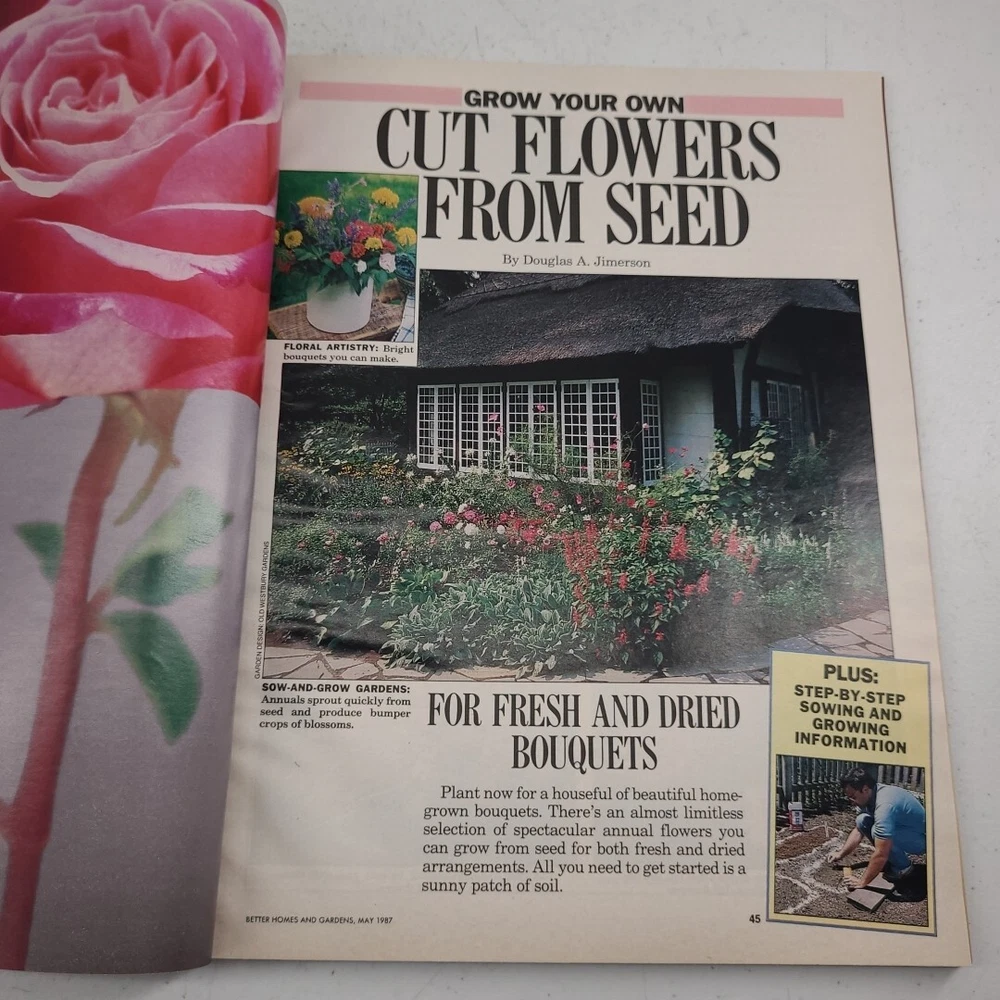 GROW YOUR OWN
CUT FLOWERS
FROM SEED
By Douglas A. Jimerson
FLORAL ARTISTRY: Bright
bouquets you can make.
GARDEN DESIGN: OLD WESTBURY GARDENS
SOW-AND-GROW GARDENS:
Annuals sprout quickly from
seed and produce bumper
crops of blossoms.
FOR FRESH AND DRIED
BOUQUETS
Plant now for a houseful of beautiful home-
grown bouquets. There's an almost limitless
selection of spectacular annual flowers you
can grow from seed for both fresh and dried
arrangements. All you need to get started is a
sunny patch of soil.
PLUS:
STEP-BY-STEP
SOWING AND
GROWING
INFORMATION
BETTER HOMES AND GARDENS, MAY 1987
45